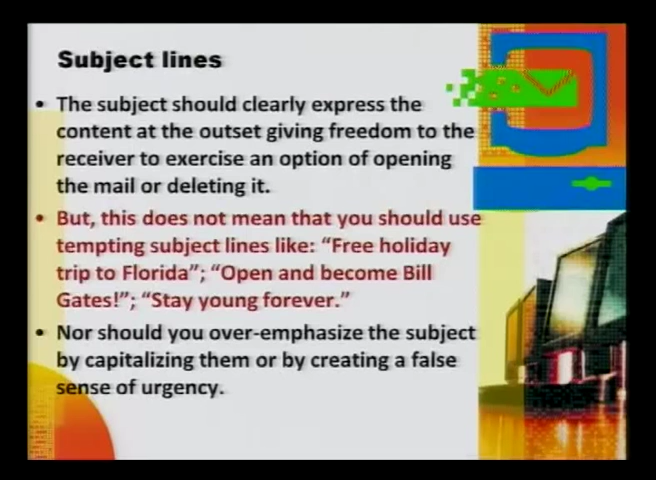 Subject lines
• The subject should clearly express the
content at the outset giving freedom to the
receiver to exercise an option of opening
the mail or deleting it.
• But, this does not mean that you should use
tempting subject lines like: “Free holiday
trip to Florida”; “Open and become Bill
Gates!”; “Stay young forever.”
• Nor should you over-emphasize the subject
by capitalizing them or by creating a false
sense of urgency.